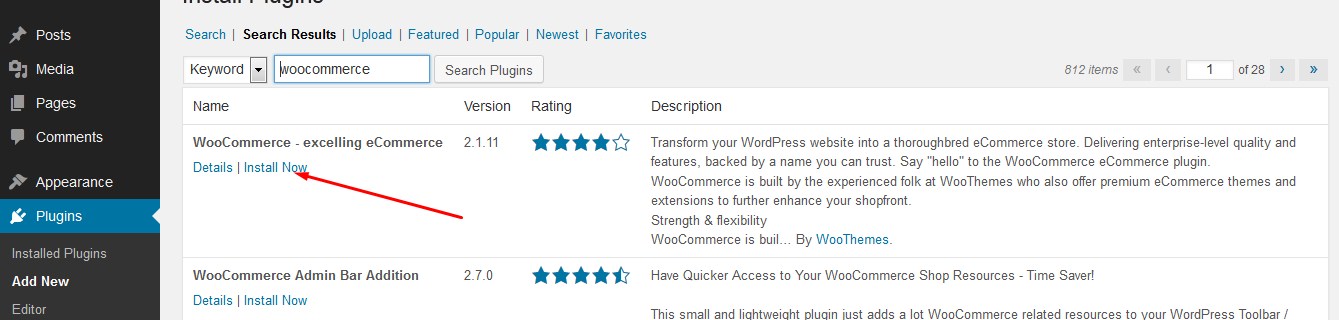 Install Plugins
Posts
Media
Pages
Comments
Appearance
Plugins
Installed Plugins
Add New
Editor
Search | Search Results | Upload | Featured | Popular | Newest | Favorites
Keyword woocommerce Search Plugins 812 items « ‹ 1 of 28 › »
Name Version Rating Description
WooCommerce - excelling eCommerce 2.1.11
Details | Install Now
Transform your WordPress website into a thoroughbred eCommerce store. Delivering enterprise-level quality and
features, backed by a name you can trust. Say "hello" to the WooCommerce eCommerce plugin.
WooCommerce is built by the experienced folk at WooThemes who also offer premium eCommerce themes and
extensions to further enhance your shopfront.
Strength & flexibility
WooCommerce is buil... By WooThemes.
WooCommerce Admin Bar Addition 2.7.0
Details | Install Now
Have Quicker Access to Your WooCommerce Shop Resources - Time Saver!
This small and lightweight plugin just adds a lot WooCommerce related resources to your WordPress Toolbar /